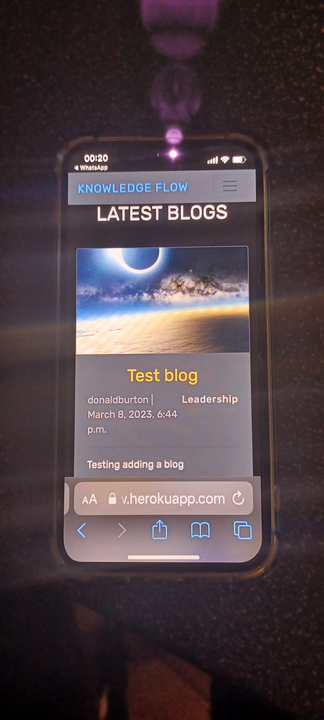 00:20
WhatsApp
KNOWLEDGE FLOW
LATEST BLOGS
Test blog
donaldburton | Leadership
March 8, 2023, 6:44
p.m.
Testing adding a blog
AA v.herokuapp.com